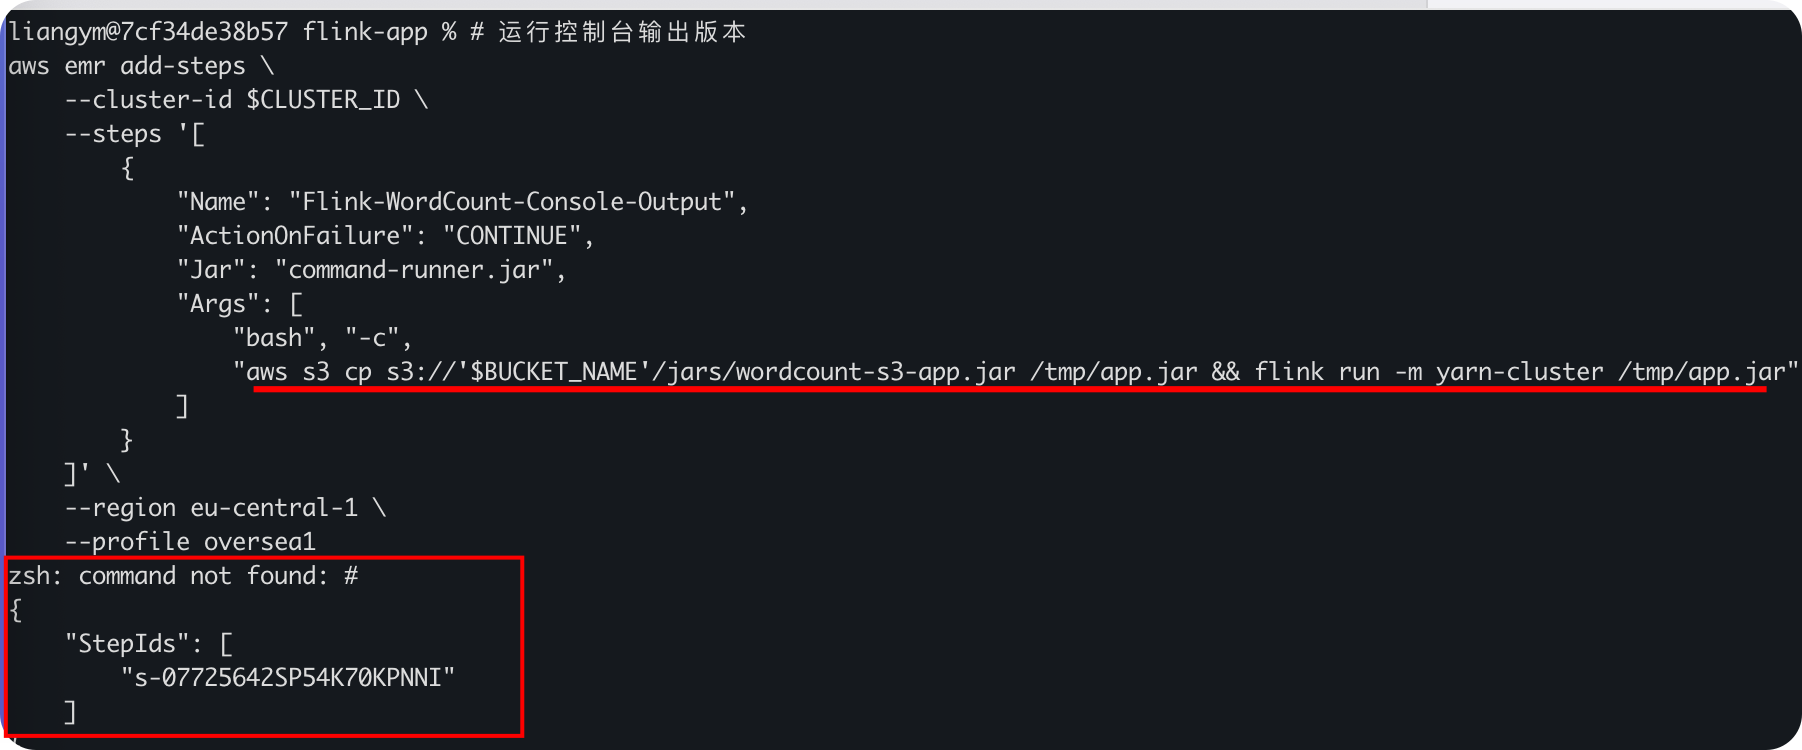 liangym@7cf34de38b57 flink-app % # 运行控制台输出版本
aws emr add-steps \
    --cluster-id $CLUSTER_ID \
    --steps '[
        {
            "Name": "Flink-WordCount-Console-Output",
            "ActionOnFailure": "CONTINUE",
            "Jar": "command-runner.jar",
            "Args": [
                "bash", "-c",
                "aws s3 cp s3://'$BUCKET_NAME'/jars/wordcount-s3-app.jar /tmp/app.jar && flink run -m yarn-cluster /tmp/app.jar"
            ]
        }
    ]' \
    --region eu-central-1 \
    --profile oversea1
zsh: command not found: #
{
    "StepIds": [
        "s-07725642SP54K70KPNNI"
    ]